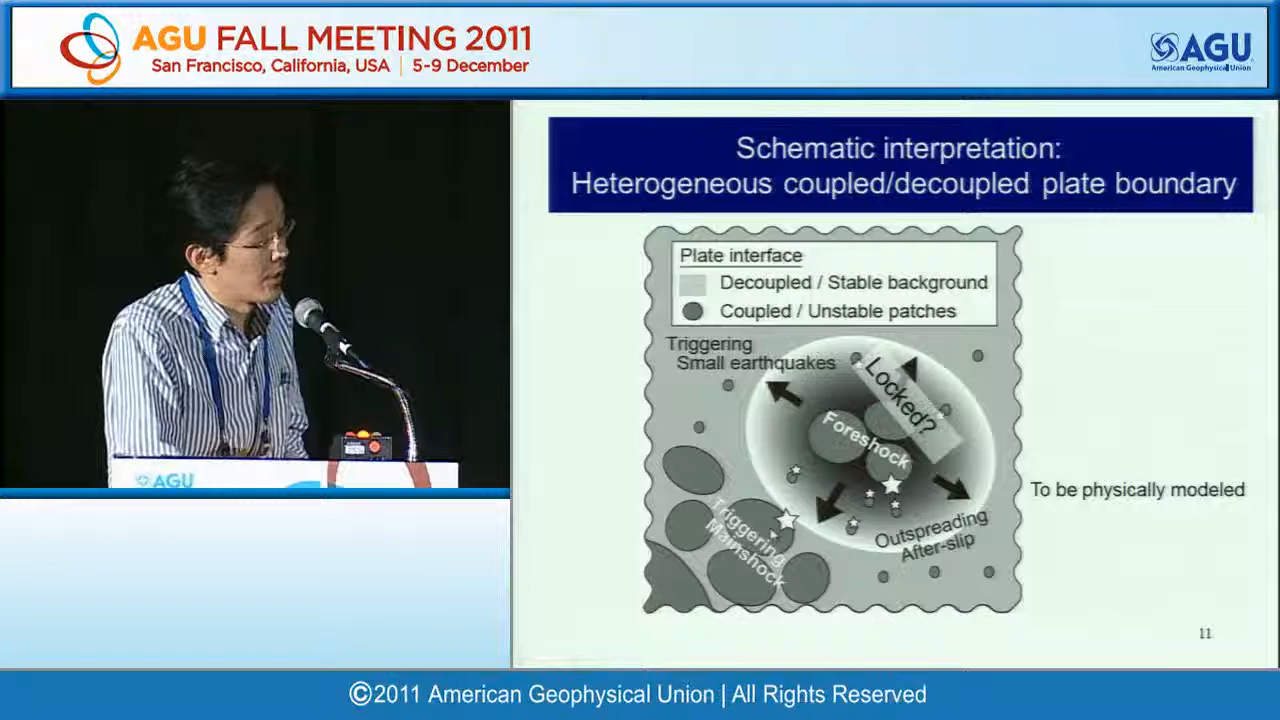 AGU FALL MEETING 2011
San Francisco, California, USA | 5-9 December
AGU
American Geophysical Union
Schematic interpretation:
Heterogeneous coupled/decoupled plate boundary
Plate interface
Decoupled / Stable background
Coupled / Unstable patches
Triggering
Small earthquakes
Locked?
Foreshock
To be physically modeled
Triggering
Mainshock
Outspreading
After-slip
AGU
11
©2011 American Geophysical Union | All Rights Reserved